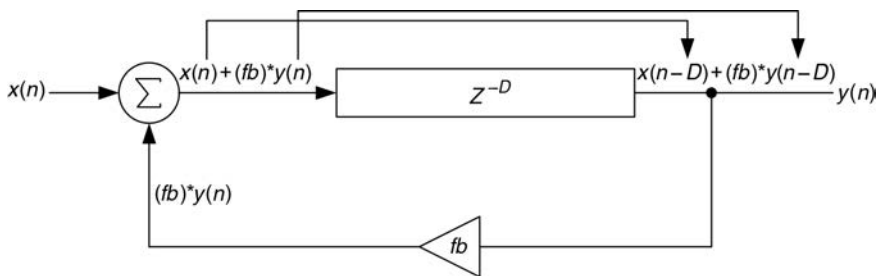 x(n)+(fb)*y(n)
x(n−D)+(fb)*y(n−D)
x(n)
Σ
Z⁻ᴰ
y(n)
(fb)*y(n)
fb